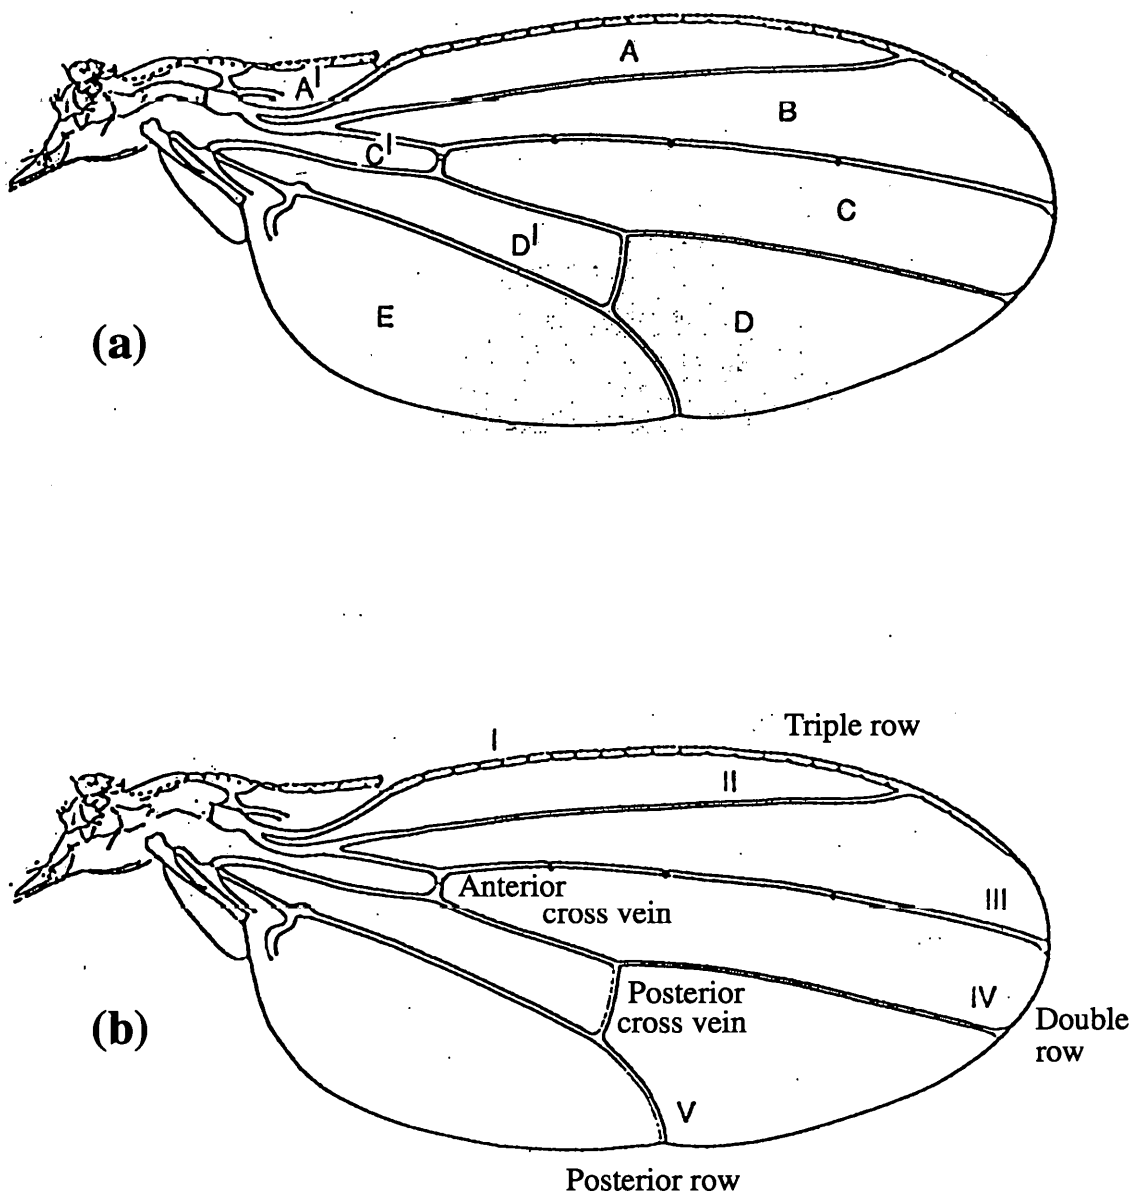 A
A|
B
C|
C
D|
E
D
(a)
Triple row
I
II
Anterior
cross vein
III
Posterior
cross vein
IV
Double
row
(b)
V
Posterior row